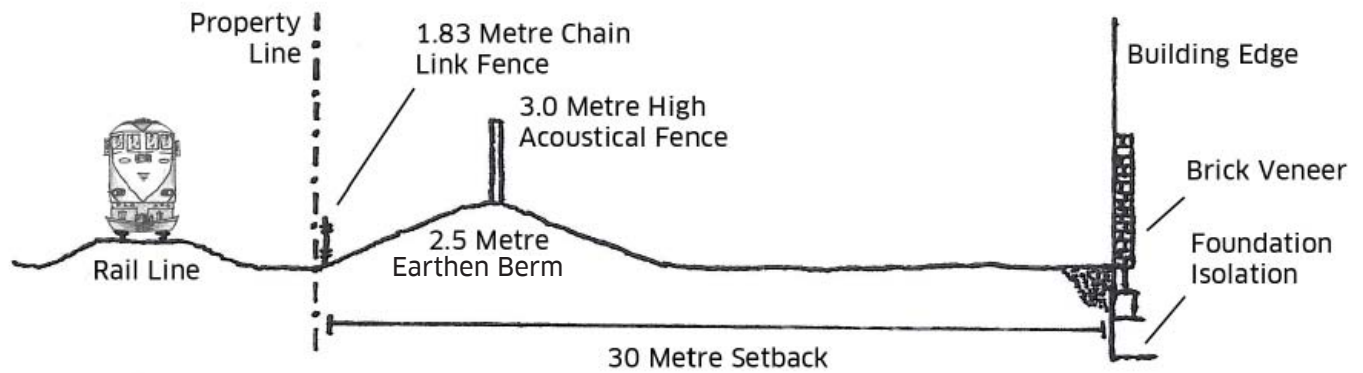 Property
Line
1.83 Metre Chain
Link Fence
Building Edge
3.0 Metre High
Acoustical Fence
Brick Veneer
2.5 Metre
Earthen Berm
Foundation
Isolation
Rail Line
30 Metre Setback